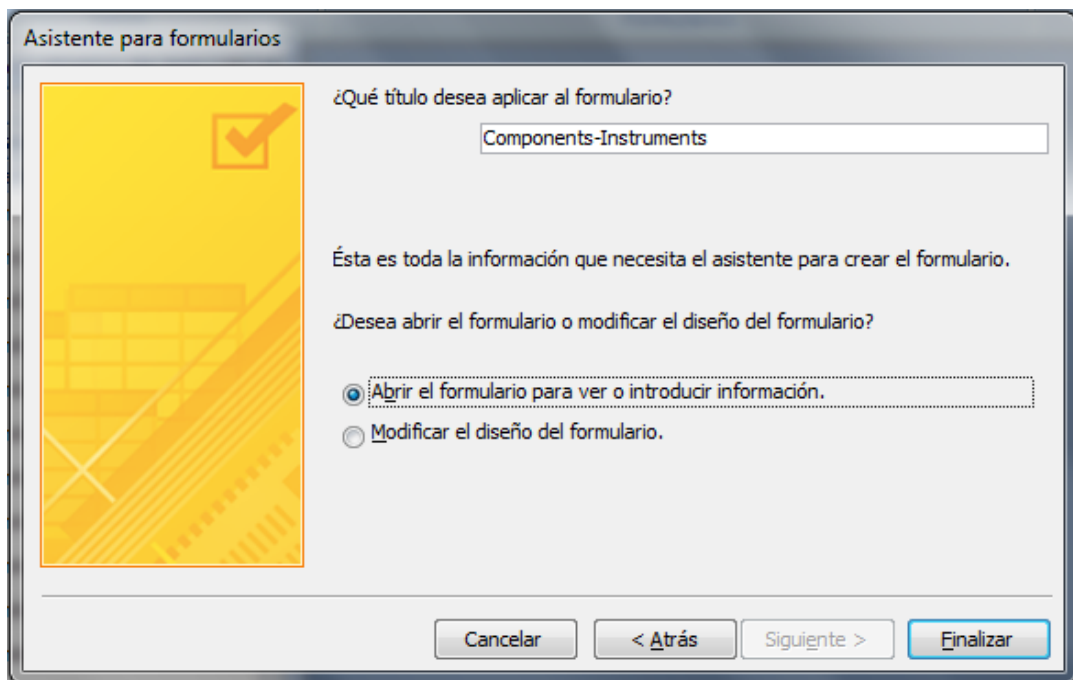 Asistente para formularios
¿Qué título desea aplicar al formulario?
Components-Instruments
Ésta es toda la información que necesita el asistente para crear el formulario.
¿Desea abrir el formulario o modificar el diseño del formulario?
Abrir el formulario para ver o introducir información.
Modificar el diseño del formulario.
Cancelar < Atrás Siguiente > Finalizar